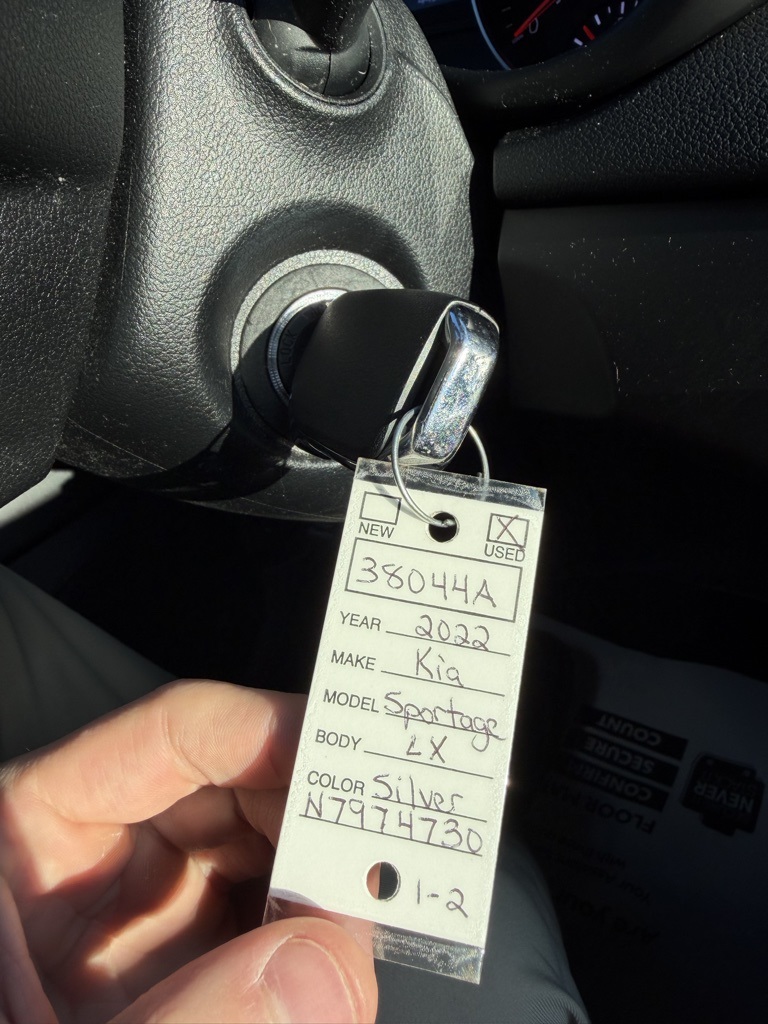 NEW
X
USED
38044A
YEAR 2022
MAKE Kia
MODEL Sportage
BODY LX
COLOR Silver
N7974730
1-2
COUNT
SECURE
CONFIRM
NEVER
FLOOR MAT